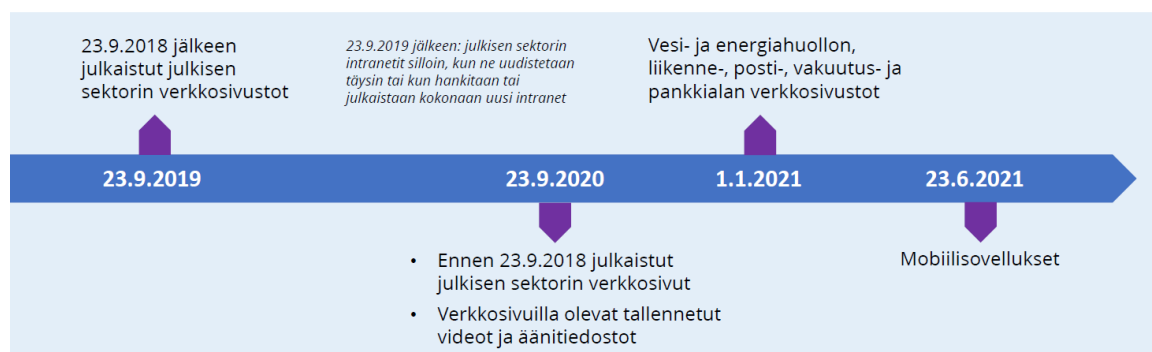 23.9.2018 jälkeen
julkaistut julkisen
sektorin verkkosivustot
23.9.2019 jälkeen: julkisen sektorin
intranetit silloin, kun ne uudistetaan
täysin tai kun hankitaan tai
julkaistaan kokonaan uusi intranet
Vesi- ja energiahuollon,
liikenne-, posti-, vakuutus- ja
pankkialan verkkosivustot
23.9.2019
23.9.2020
1.1.2021
23.6.2021
• Ennen 23.9.2018 julkaistut
julkisen sektorin verkkosivut
• Verkkosivuilla olevat tallennetut
videot ja äänitiedostot
Mobiilisovellukset